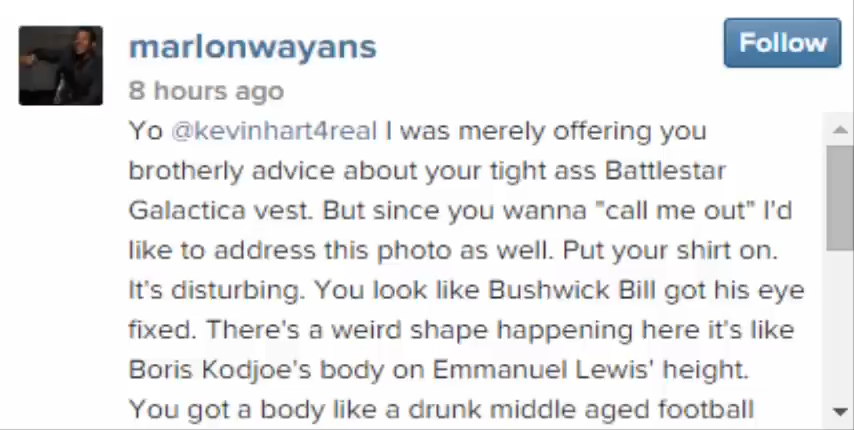 marlonwayans
Follow
8 hours ago
Yo @kevinhart4real I was merely offering you
brotherly advice about your tight ass Battlestar
Galactica vest. But since you wanna "call me out" I'd
like to address this photo as well. Put your shirt on.
It's disturbing. You look like Bushwick Bill got his eye
fixed. There's a weird shape happening here it's like
Boris Kodjoe's body on Emmanuel Lewis' height.
You got a body like a drunk middle aged football